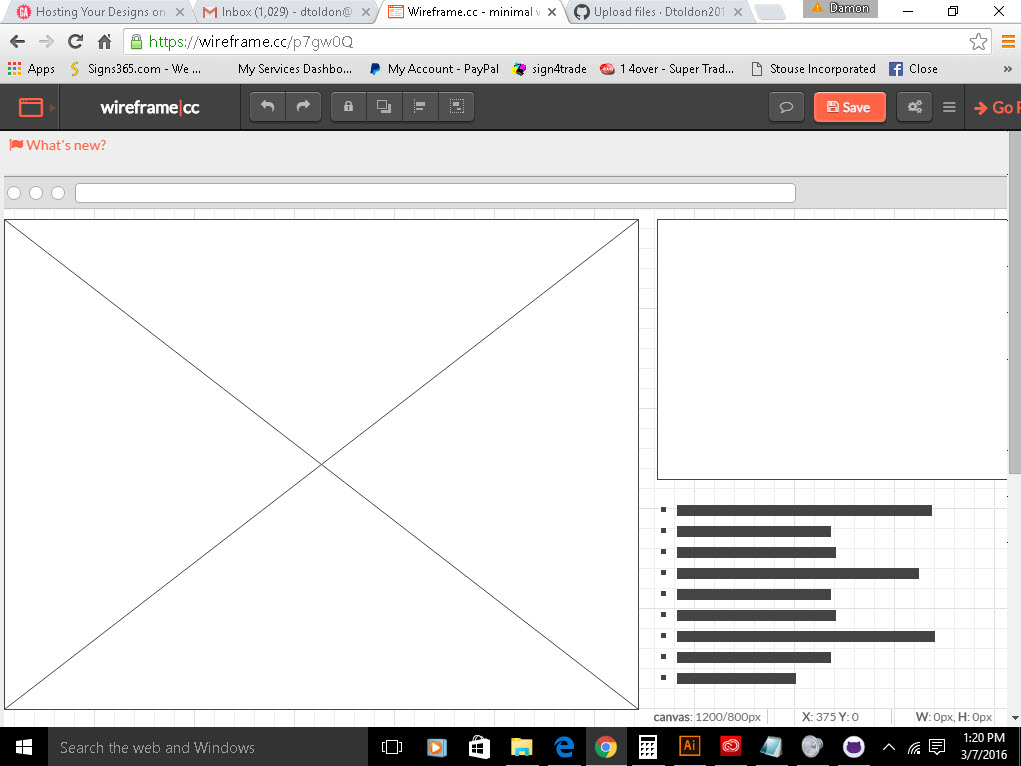 Hosting Your Designs on
Inbox (1,029) - dtoldon@
Wireframe.cc - minimal v
Upload files · Dtoldon201
Damon
https://wireframe.cc/p7gw0Q
Apps
Signs365.com - We ...
My Services Dashbo...
My Account - PayPal
sign4trade
1 4over - Super Trad...
Stouse Incorporated
Close
»
wireframe|cc
Save
Go P
What's new?
canvas: 1200/800px
X: 375 Y: 0
W: 0px, H: 0px
Search the web and Windows
Ai
1:20 PM
3/7/2016